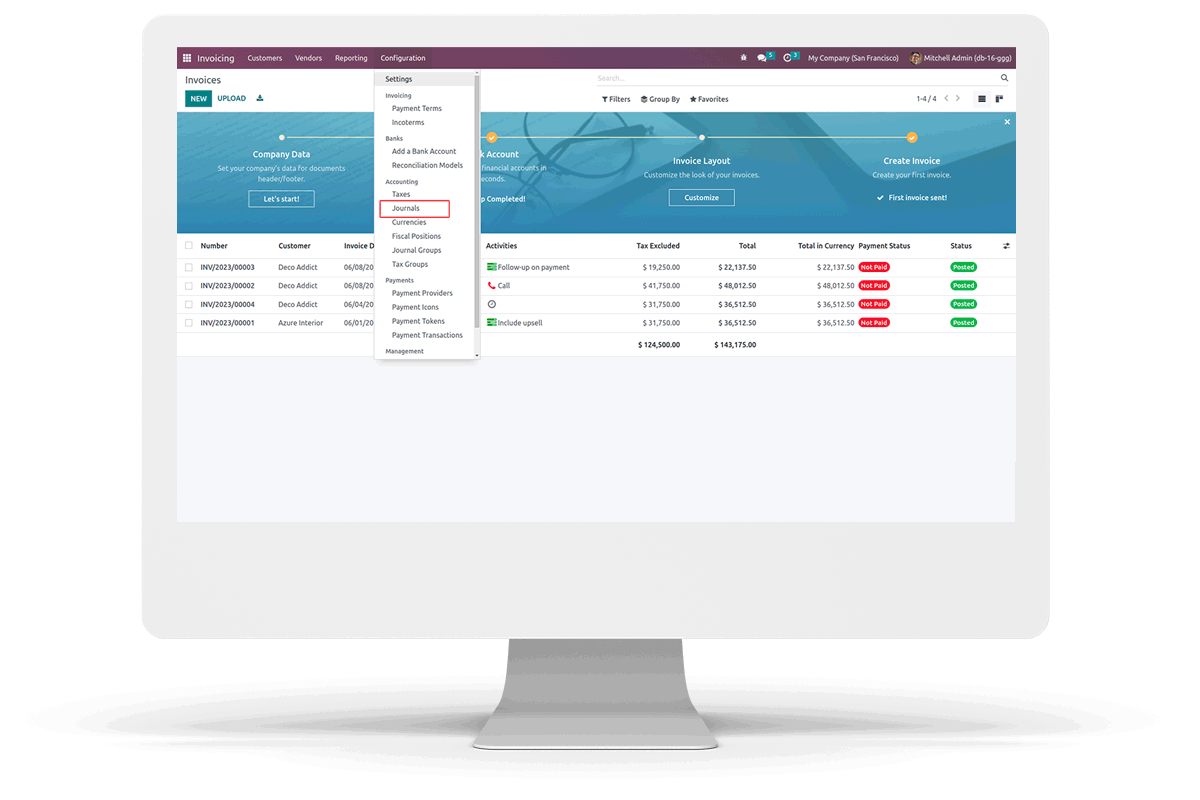 Invoicing Customers Vendors Reporting Configuration 5 3 My Company (San Francisco) Mitchell Admin (db-16-ggg)
Invoices
Search...
NEW UPLOAD
Filters Group By Favorites 1-4 / 4
Settings
Invoicing
Payment Terms
Incoterms
Banks
Add a Bank Account
Reconciliation Models
Accounting
Taxes
Journals
Currencies
Fiscal Positions
Journal Groups
Tax Groups
Payments
Payment Providers
Payment Icons
Payment Tokens
Payment Transactions
Management
Company Data
Set your company's data for documents
header/footer.
Let's start!
k Account
financial accounts in
econds.
p Completed!
Invoice Layout
Customize the look of your invoices.
Customize
Create Invoice
Create your first invoice.
First invoice sent!
Number Customer Invoice D Activities Tax Excluded Total Total in Currency Payment Status Status
INV/2023/00003 Deco Addict 06/08/20 Follow-up on payment $ 19,250.00 $ 22,137.50 $ 22,137.50 Not Paid Posted
INV/2023/00002 Deco Addict 06/08/20 Call $ 41,750.00 $ 48,012.50 $ 48,012.50 Not Paid Posted
INV/2023/00004 Deco Addict 06/04/20 $ 31,750.00 $ 36,512.50 $ 36,512.50 Not Paid Posted
INV/2023/00001 Azure Interior 06/01/20 Include upsell $ 31,750.00 $ 36,512.50 $ 36,512.50 Not Paid Posted
$ 124,500.00 $ 143,175.00